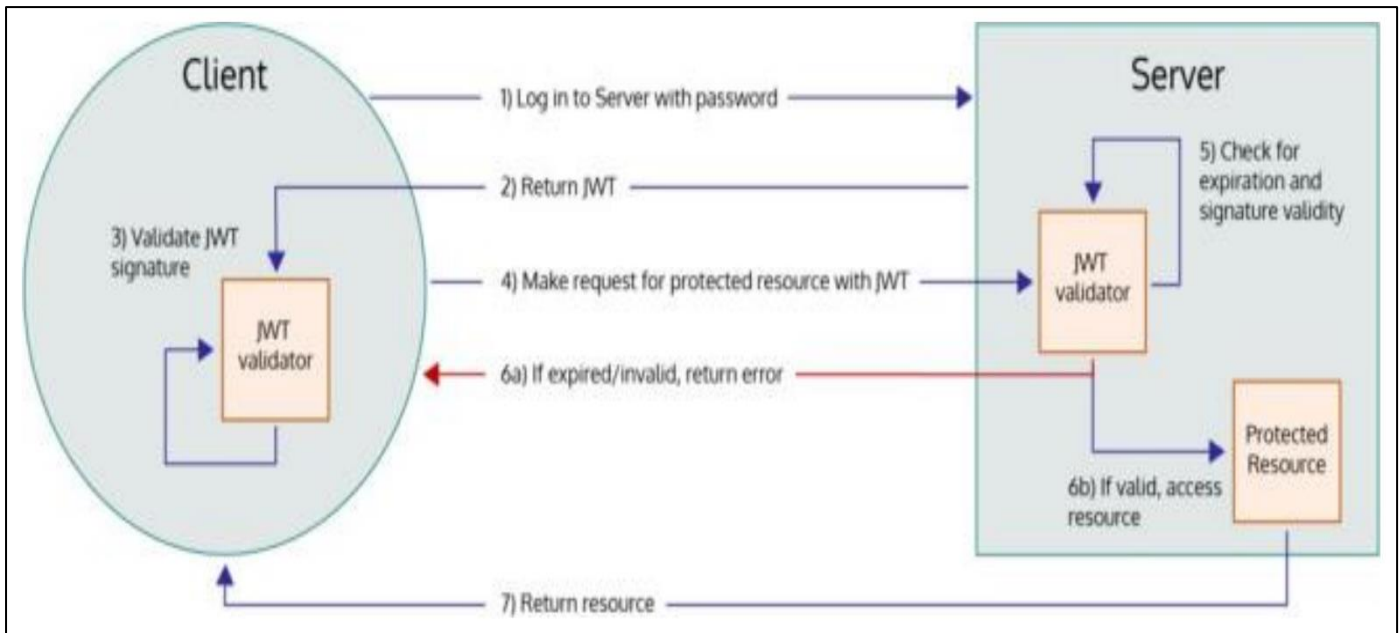 Client
Server
1) Log in to Server with password
5) Check for
expiration and
signature validity
2) Return JWT
3) Validate JWT
signature
JWT
validator
4) Make request for protected resource with JWT
JWT
validator
6a) If expired/invalid, return error
Protected
Resource
6b) If valid, access
resource
7) Return resource